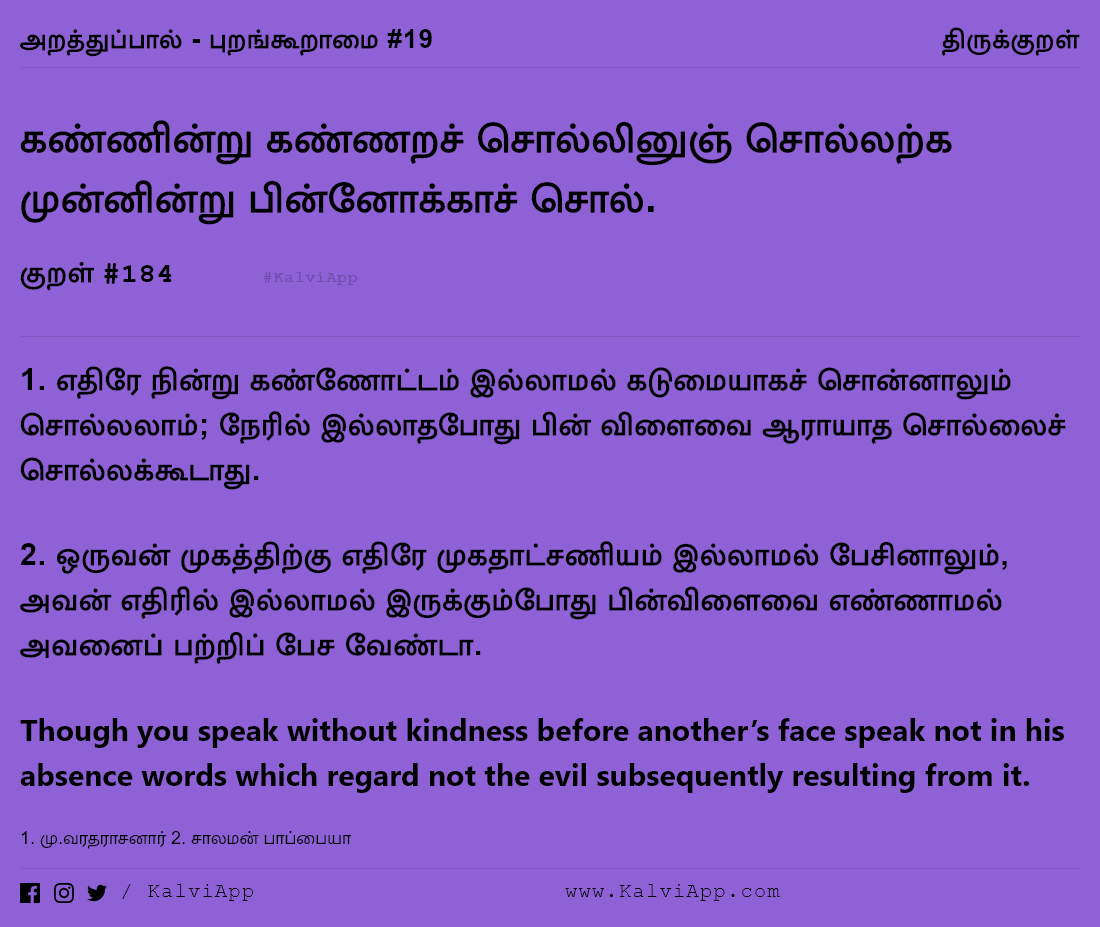 அறத்துப்பால் - புறங்கூறாமை #19
திருக்குறள்
கண்ணின்று கண்ணறச் சொல்லினுஞ் சொல்லற்க
முன்னின்று பின்னோக்காச் சொல்.
குறள் #184
#KalviApp
1. எதிரே நின்று கண்ணோட்டம் இல்லாமல் கடுமையாகச் சொன்னாலும்
சொல்லலாம்; நேரில் இல்லாதபோது பின் விளைவை ஆராயாத சொல்லைச்
சொல்லக்கூடாது.
2. ஒருவன் முகத்திற்கு எதிரே முகதாட்சணியம் இல்லாமல் பேசினாலும்,
அவன் எதிரில் இல்லாமல் இருக்கும்போது பின்விளைவை எண்ணாமல்
அவனைப் பற்றிப் பேச வேண்டா.
Though you speak without kindness before another’s face speak not in his
absence words which regard not the evil subsequently resulting from it.
1. மு.வரதராசனார் 2. சாலமன் பாப்பையா
/ KalviApp
www.KalviApp.com